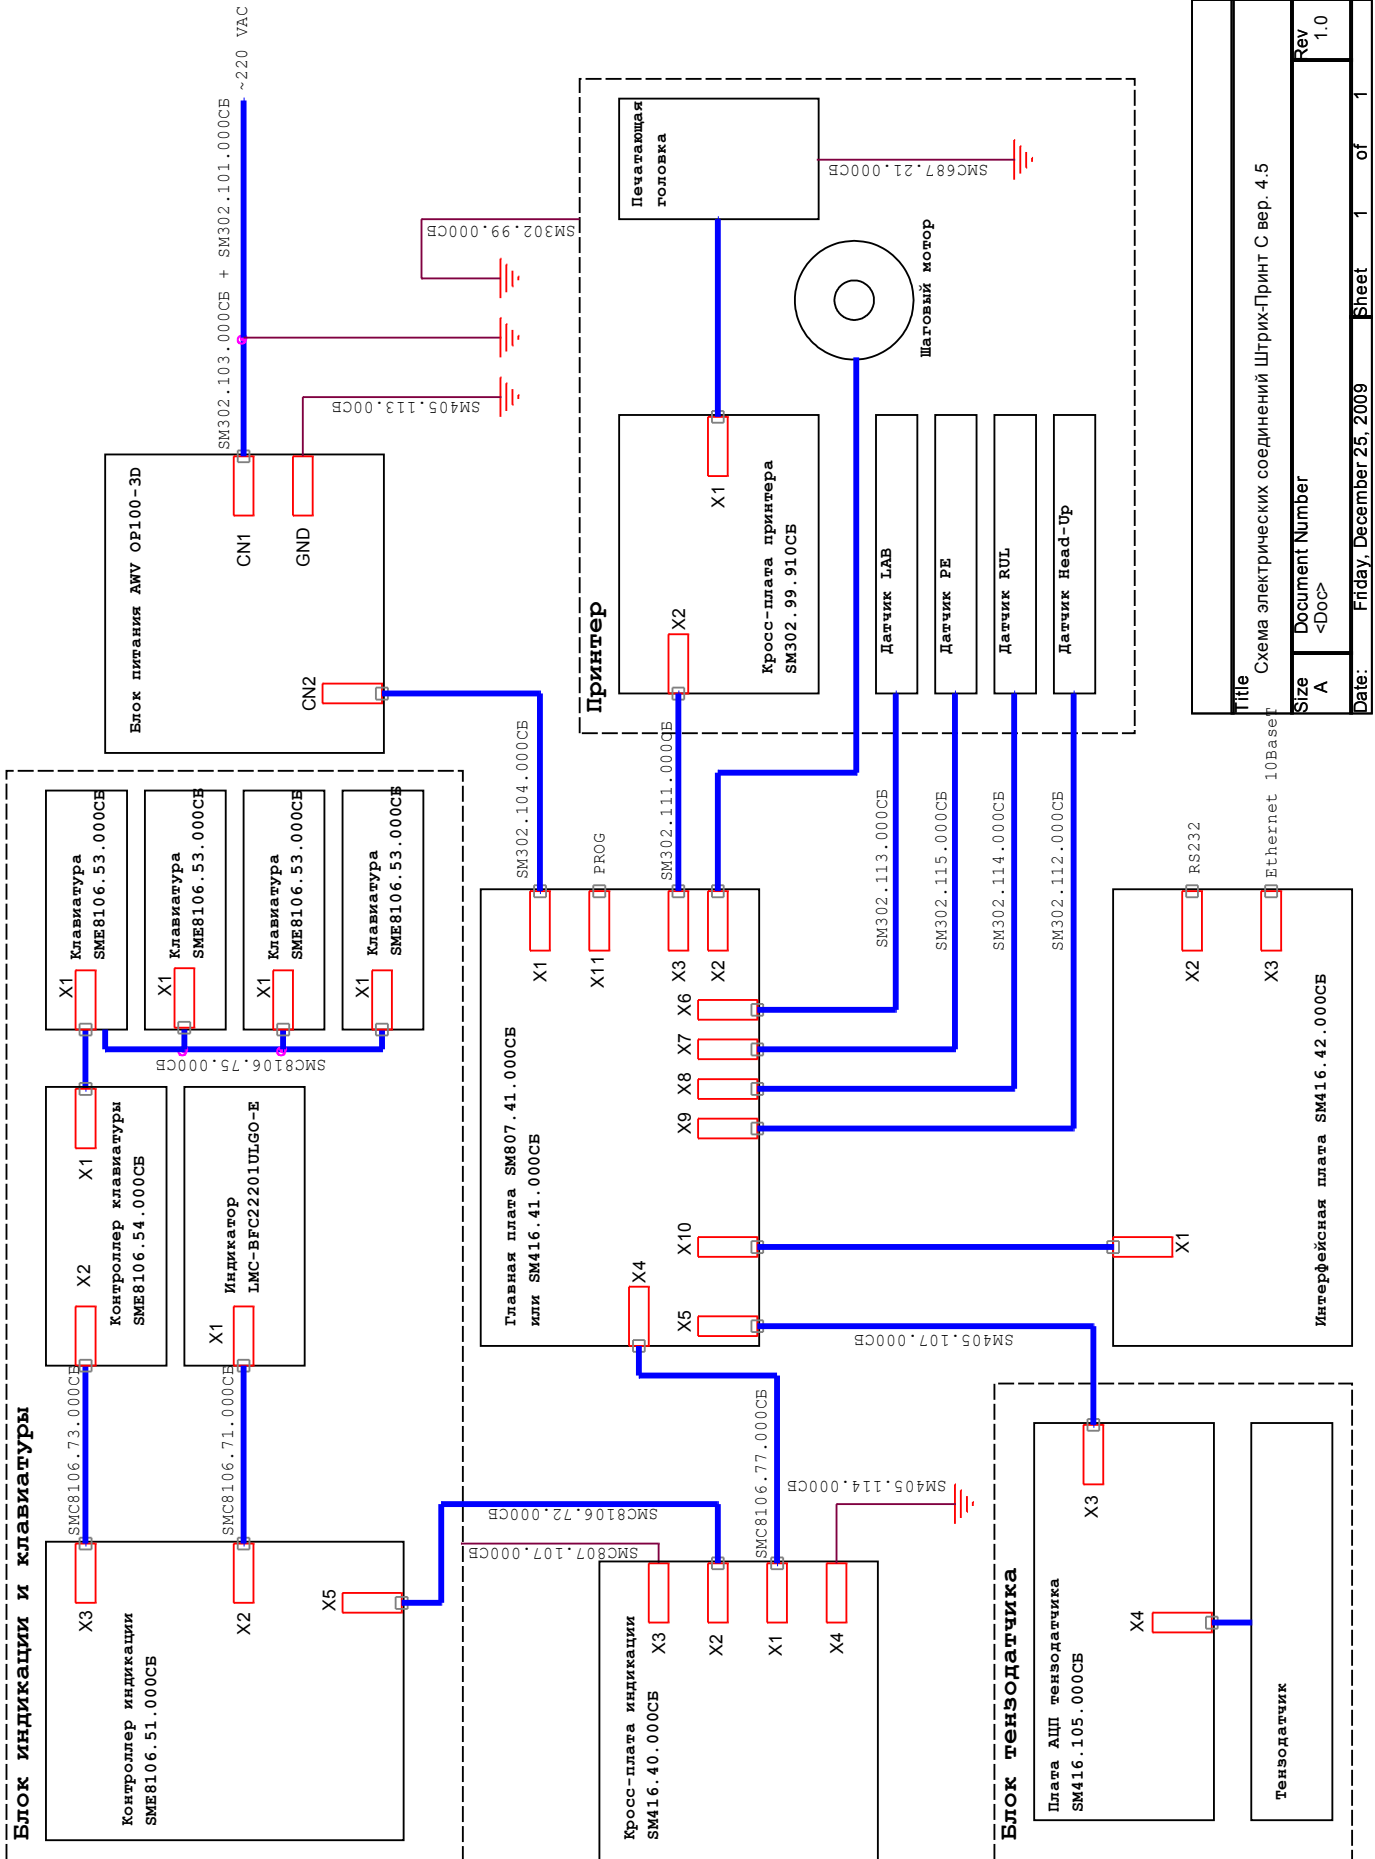 Блок индикации и клавиатуры
Контроллер индикации
SME8106.51.000СБ
X3
X2
X5
SMC8106.73.000СБ
SMC8106.71.000СБ
X2
X1
Контроллер клавиатуры
SME8106.54.000СБ
X1
Индикатор
LMC-BFC22201ULGO-E
SMC8106.75.000СБ
X1
Клавиатура
SME8106.53.000СБ
X1
Клавиатура
SME8106.53.000СБ
X1
Клавиатура
SME8106.53.000СБ
X1
Клавиатура
SME8106.53.000СБ
Блок питания AWV OP100-3D
CN2
CN1
GND
SM302.103.000СБ + SM302.101.000СБ
~220 VAC
SM405.113.000СБ
SM302.99.000СБ
SM302.104.000СБ
SMC8106.72.000СБ
SMC807.107.000СБ
Кросс-плата индикации
SM416.40.000СБ
X3
X2
X1
X4
SMC8106.77.000СБ
SM405.114.000СБ
Главная плата SM807.41.000СБ
или SM416.41.000СБ
X4
X5
X10
X9
X8
X7
X6
X1
X11
PROG
X3
X2
SM302.111.000СБ
SM405.107.000СБ
SM302.113.000СБ
SM302.115.000СБ
SM302.114.000СБ
SM302.112.000СБ
Принтер
X2
X1
Кросс-плата принтера
SM302.99.910СБ
Печатающая
головка
SMC687.21.000СБ
Шаговый мотор
Датчик LAB
Датчик PE
Датчик RUL
Датчик Head-Up
Блок тензодатчика
Плата АЦП тензодатчика
SM416.105.000СБ
X3
X4
Тензодатчик
Интерфейсная плата SM416.42.000СБ
X1
X2
RS232
X3
Ethernet 10BaseT
Title
Схема электрических соединений Штрих-Принт С вер. 4.5
Size
A
Document Number
<Doc>
Rev
1.0
Date:
Friday, December 25, 2009
Sheet
1
of
1